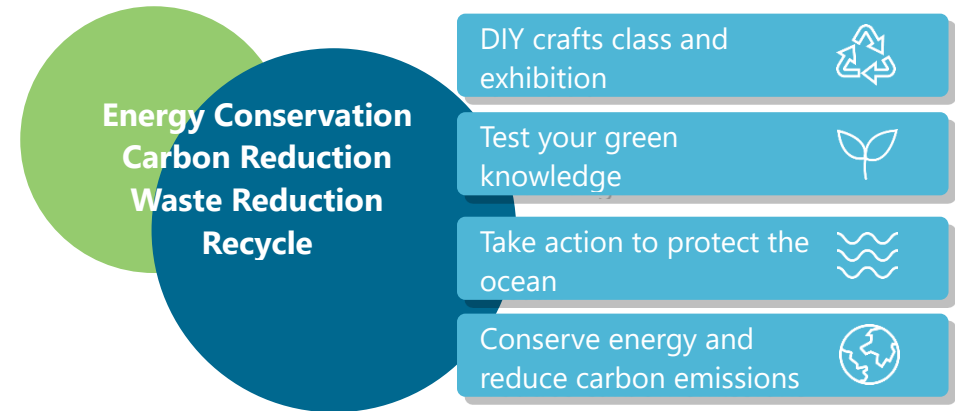 Energy Conservation
Carbon Reduction
Waste Reduction
Recycle
DIY crafts class and
exhibition
Test your green
knowledge
Take action to protect the
ocean
Conserve energy and
reduce carbon emissions